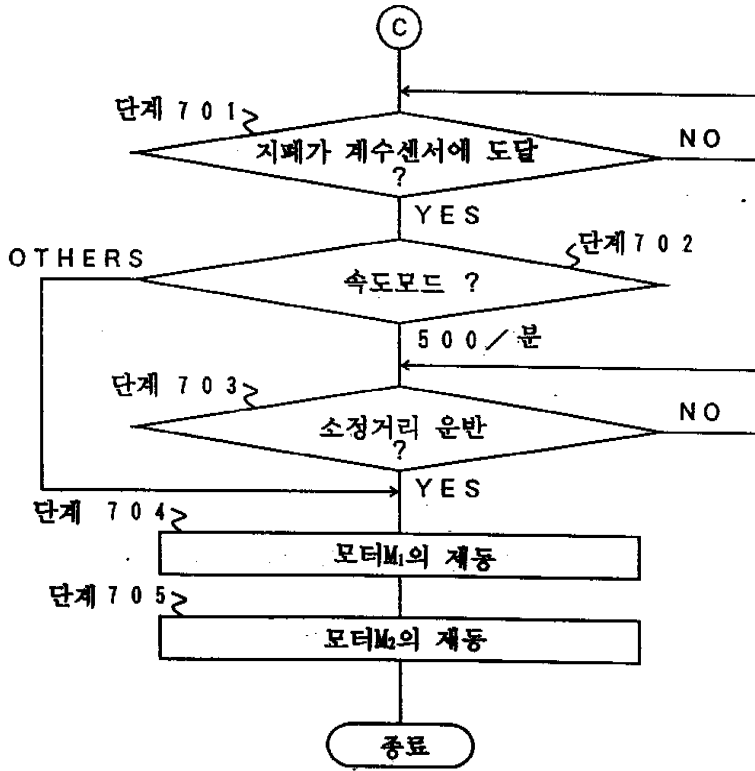 C
단계 701
지폐가 계수센서에 도달
?
NO
YES
단계 702
OTHERS
속도모드 ?
500/분
단계 703
소정거리 운반
?
NO
YES
단계 704
모터M₁의 제동
단계 705
모터M₂의 제동
종료